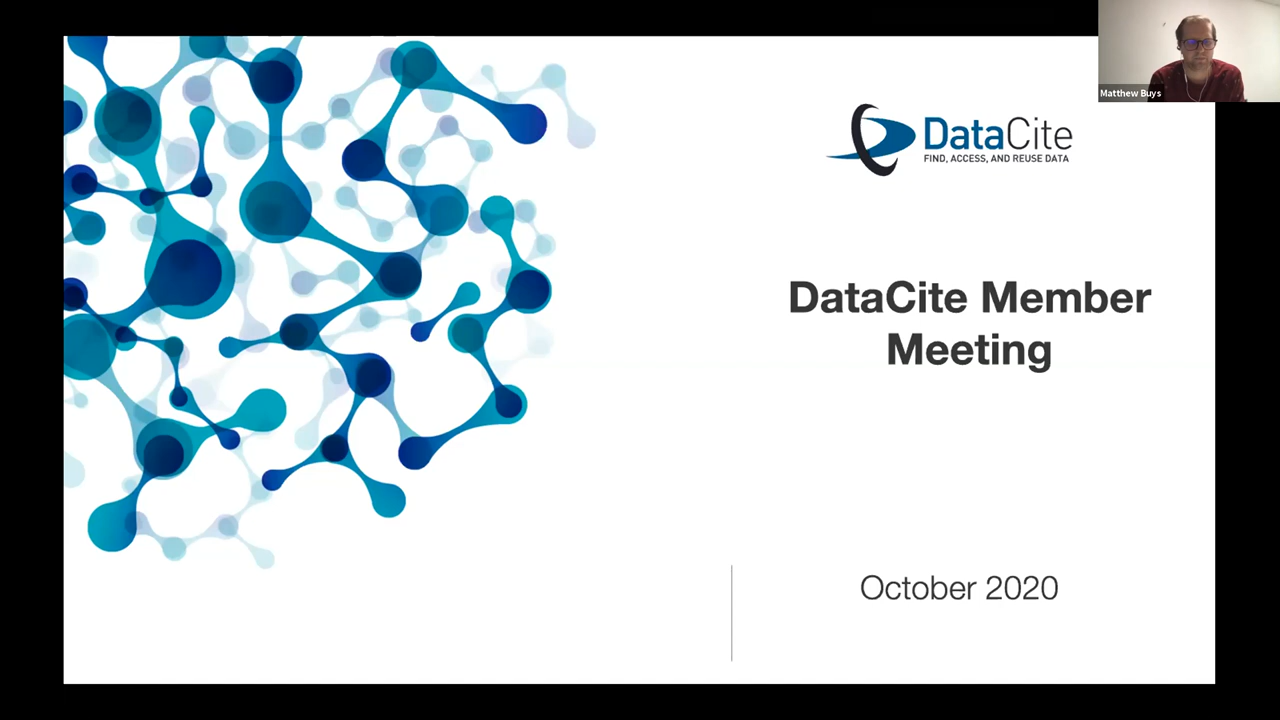 Matthew Buys
DataCite
FIND, ACCESS, AND REUSE DATA
DataCite Member
Meeting
October 2020